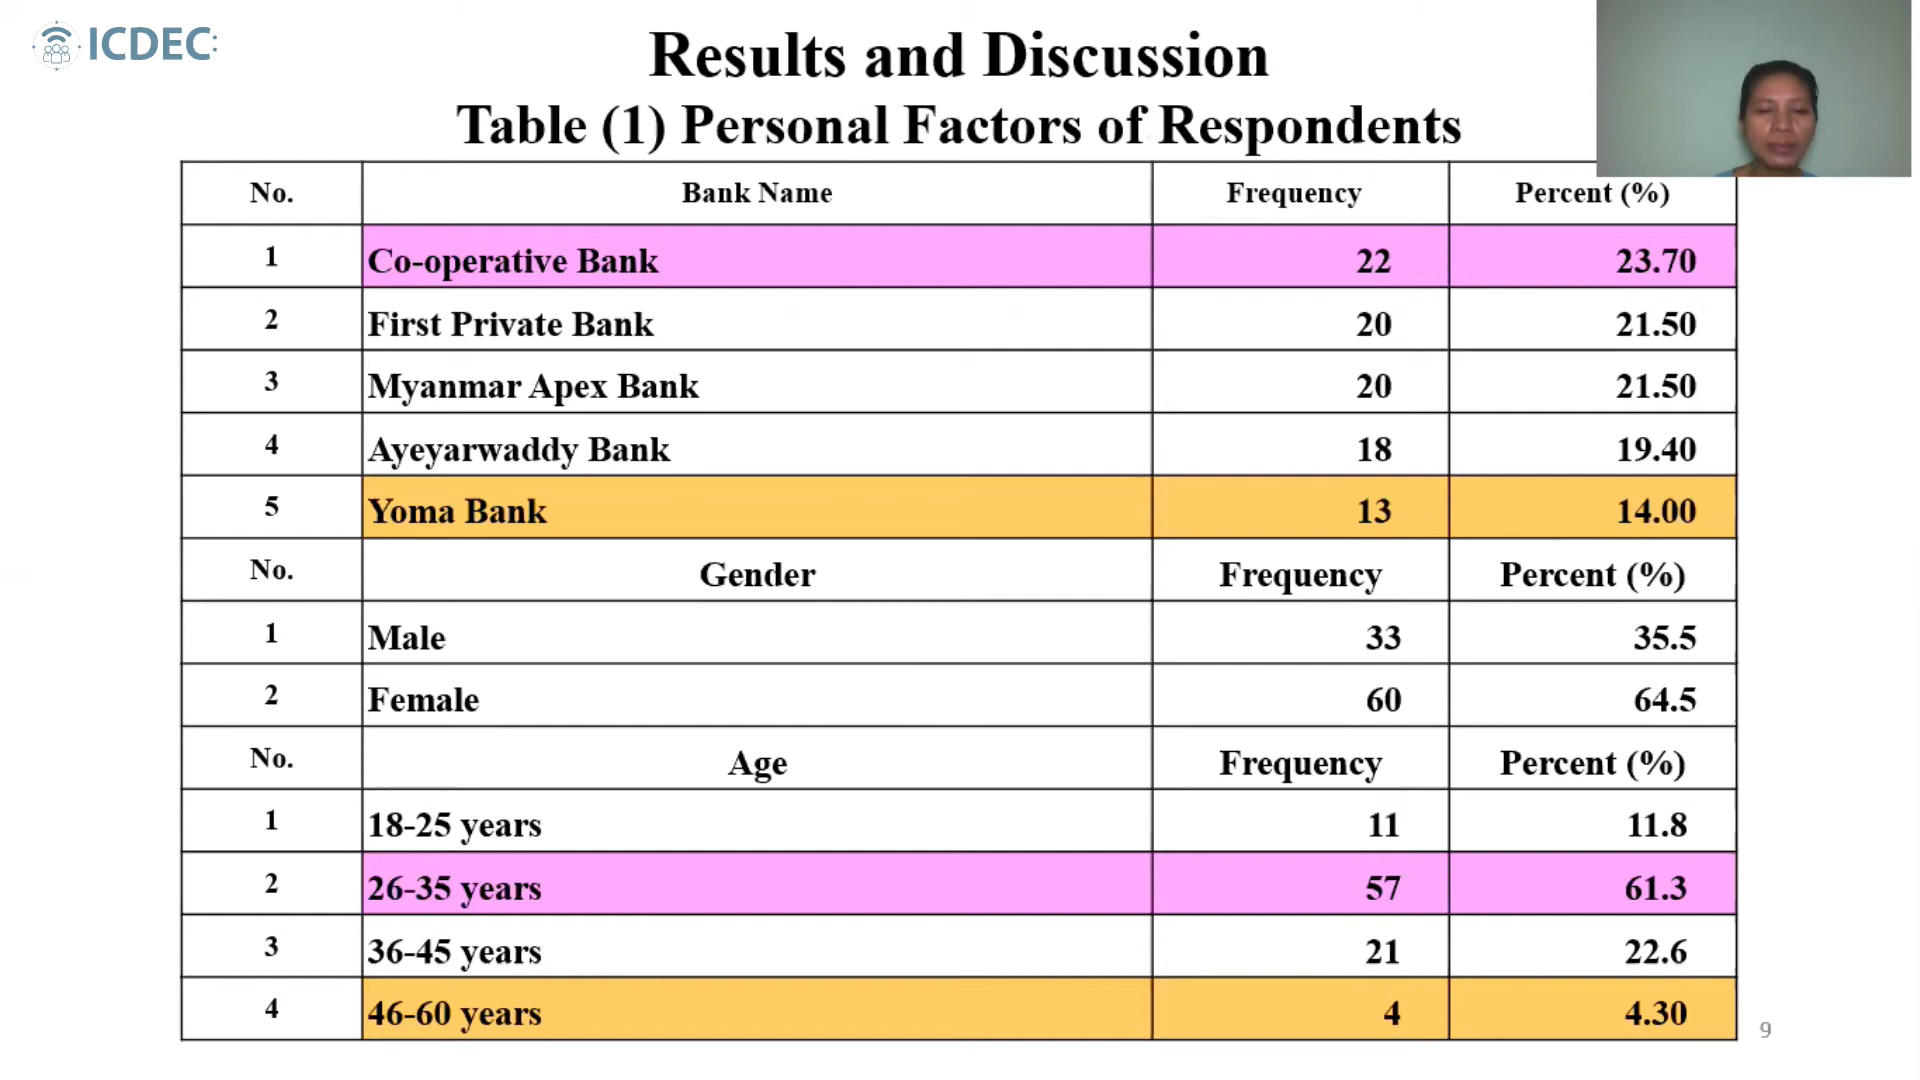 ICDEC:
Results and Discussion
Table (1) Personal Factors of Respondents
No. Bank Name Frequency Percent (%)
1 Co-operative Bank 22 23.70
2 First Private Bank 20 21.50
3 Myanmar Apex Bank 20 21.50
4 Ayeyarwaddy Bank 18 19.40
5 Yoma Bank 13 14.00
No. Gender Frequency Percent (%)
1 Male 33 35.5
2 Female 60 64.5
No. Age Frequency Percent (%)
1 18-25 years 11 11.8
2 26-35 years 57 61.3
3 36-45 years 21 22.6
4 46-60 years 4 4.30
9